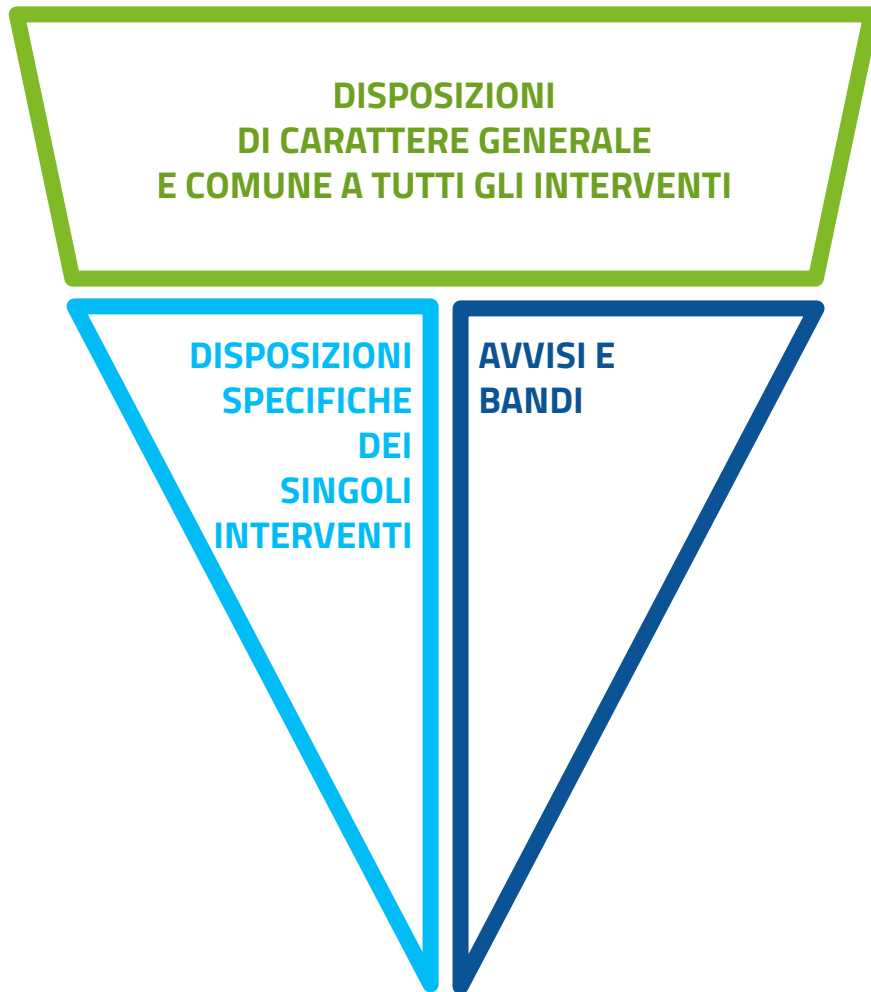 DISPOSIZIONI
DI CARATTERE GENERALE
E COMUNE A TUTTI GLI INTERVENTI
DISPOSIZIONI
SPECIFICHE
DEI
SINGOLI
INTERVENTI
AVVISI E
BANDI